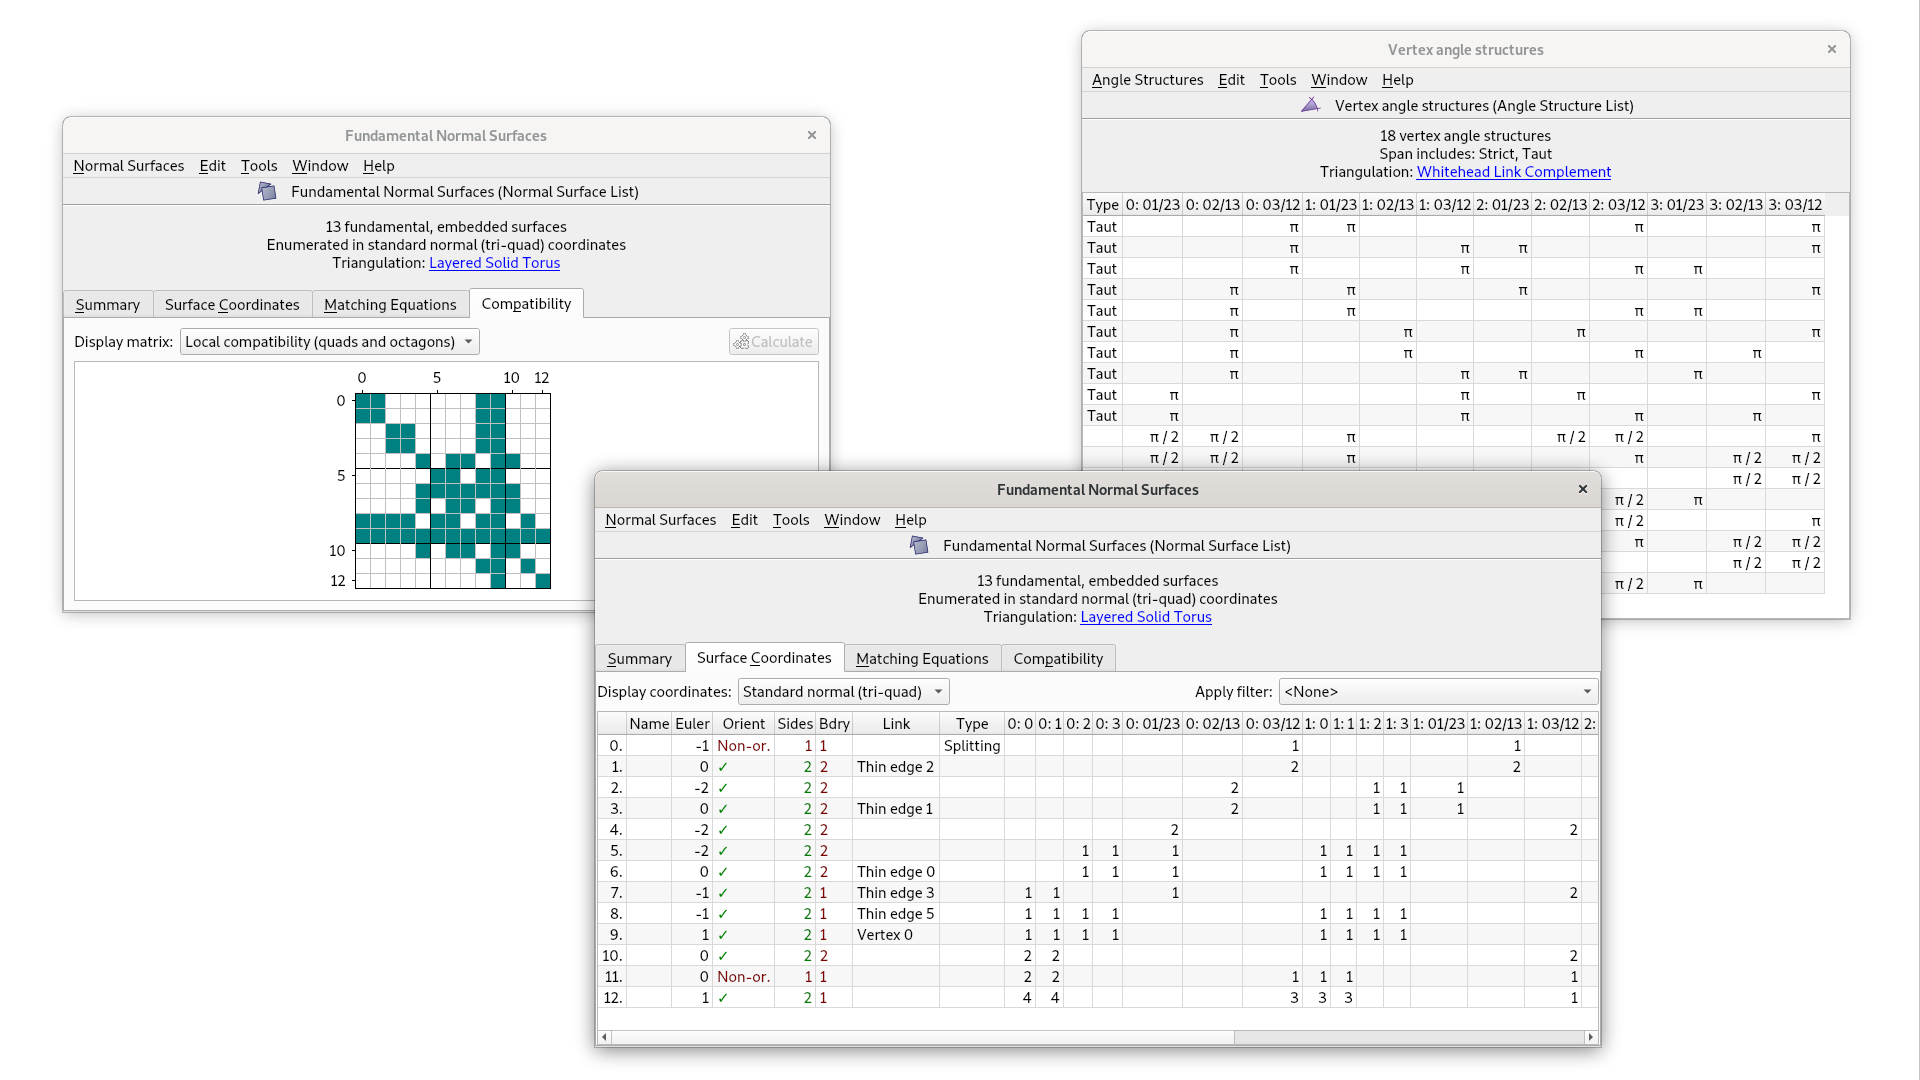 Fundamental Normal Surfaces ×
Normal Surfaces Edit Tools Window Help
Fundamental Normal Surfaces (Normal Surface List)
13 fundamental, embedded surfaces
Enumerated in standard normal (tri-quad) coordinates
Triangulation: Layered Solid Torus
Summary Surface Coordinates Matching Equations Compatibility
Display matrix: Local compatibility (quads and octagons) Calculate
0 5 10 12
0
5
10
12
Vertex angle structures ×
Angle Structures Edit Tools Window Help
Vertex angle structures (Angle Structure List)
18 vertex angle structures
Span includes: Strict, Taut
Triangulation: Whitehead Link Complement
Type 0: 01/23 0: 02/13 0: 03/12 1: 01/23 1: 02/13 1: 03/12 2: 01/23 2: 02/13 2: 03/12 3: 01/23 3: 02/13 3: 03/12
Taut π π π π
Taut π π π π
Taut π π π π
Taut π π π π
Taut π π π π
Taut π π π π
Taut π π π π
Taut π π π π
Taut π π π π
Taut π π π π
π / 2 π / 2 π π / 2 π / 2 π
π / 2 π / 2 π π π / 2 π / 2
π / 2 π / 2
π / 2 π
π / 2 π
π π / 2 π / 2
π / 2 π / 2
π / 2 π
Fundamental Normal Surfaces ×
Normal Surfaces Edit Tools Window Help
Fundamental Normal Surfaces (Normal Surface List)
13 fundamental, embedded surfaces
Enumerated in standard normal (tri-quad) coordinates
Triangulation: Layered Solid Torus
Summary Surface Coordinates Matching Equations Compatibility
Display coordinates: Standard normal (tri-quad) Apply filter: <None>
Name Euler Orient Sides Bdry Link Type 0: 0 0: 1 0: 2 0: 3 0: 01/23 0: 02/13 0: 03/12 1: 0 1: 1 1: 2 1: 3 1: 01/23 1: 02/13 1: 03/12 2:
0. -1 Non-or. 1 1 Splitting 1 1
1. 0 ✓ 2 2 Thin edge 2 2 2
2. -2 ✓ 2 2 2 1 1 1
3. 0 ✓ 2 2 Thin edge 1 2 1 1 1
4. -2 ✓ 2 2 2 2
5. -2 ✓ 2 2 1 1 1 1 1 1 1
6. 0 ✓ 2 2 Thin edge 0 1 1 1 1 1 1 1
7. -1 ✓ 2 1 Thin edge 3 1 1 1 2
8. -1 ✓ 2 1 Thin edge 5 1 1 1 1 1 1 1 1
9. 1 ✓ 2 1 Vertex 0 1 1 1 1 1 1 1 1
10. 0 ✓ 2 2 2 2 2
11. 0 Non-or. 1 1 2 2 1 1 1 1
12. 1 ✓ 2 1 4 4 3 3 3 1